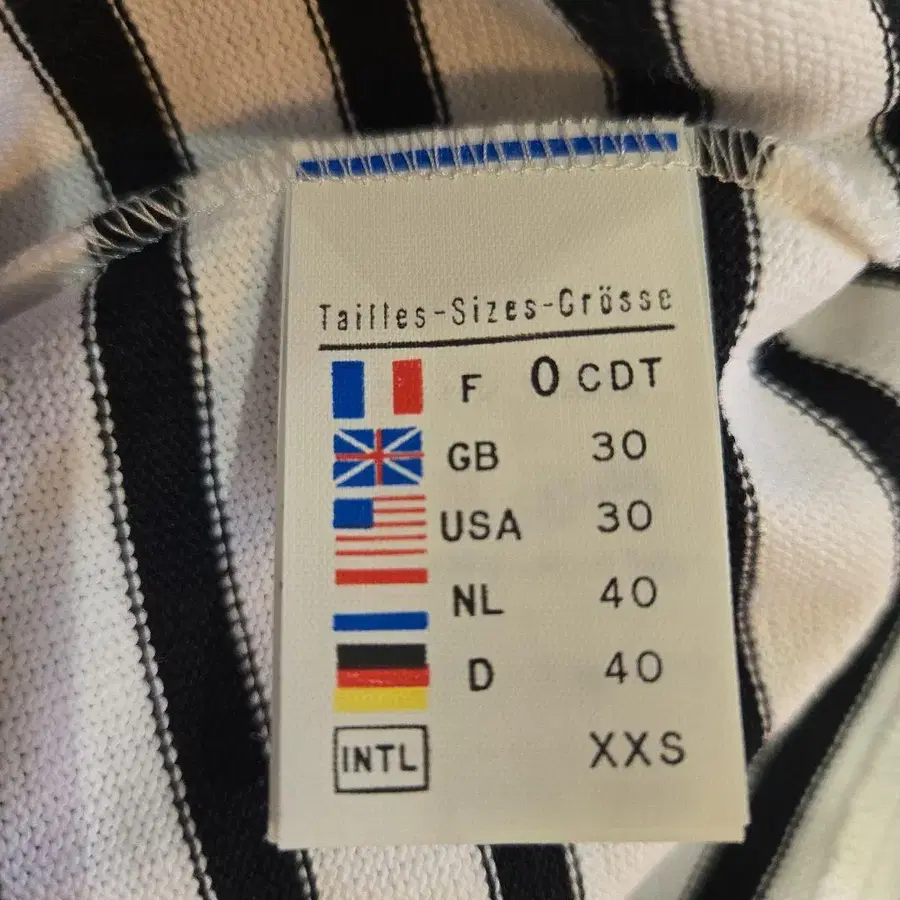 Tailles-Sizes-Grösse
F 0 CDT
GB 30
USA 30
NL 40
D 40
INTL XXS